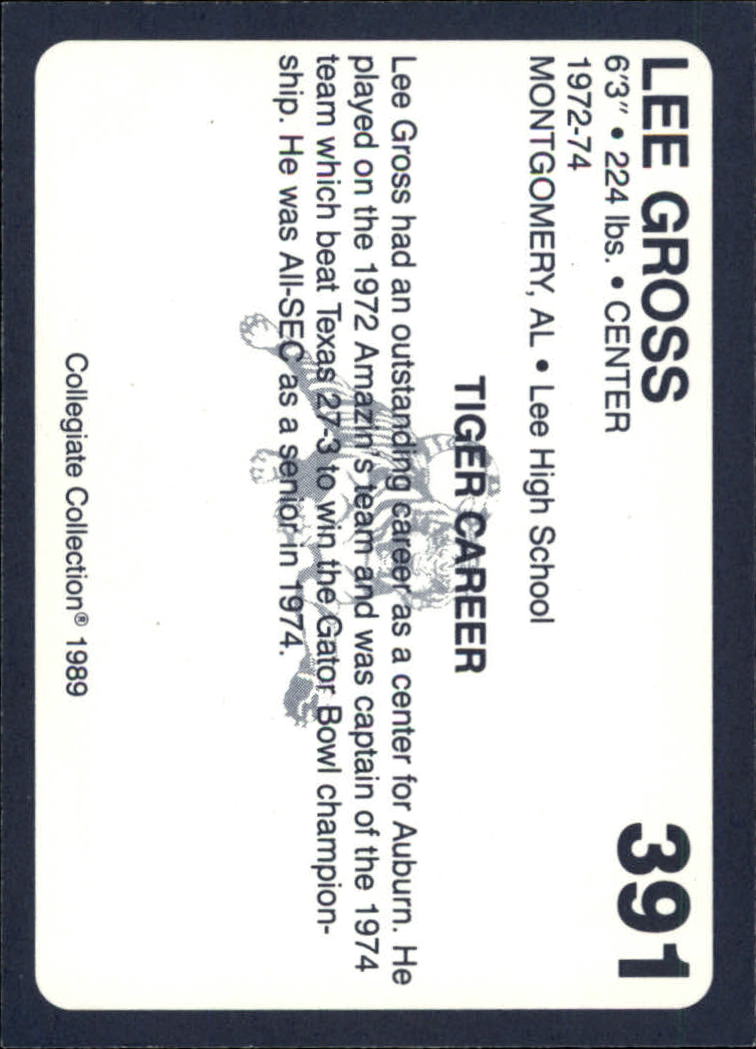 LEE GROSS 391
6'3" • 224 lbs. • CENTER
1972-74
MONTGOMERY, AL • Lee High School
TIGER CAREER
Lee Gross had an outstanding career as a center for Auburn. He
played on the 1972 Amazin's team and was captain of the 1974
team which beat Texas 27-3 to win the Gator Bowl champion-
ship. He was All-SEC as a senior in 1974.
Collegiate Collection® 1989